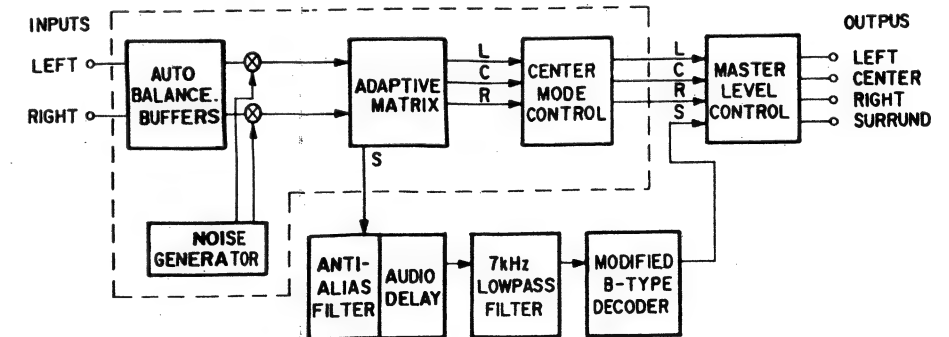 INPUTS
OUTPUS
LEFT
RIGHT
AUTO
BALANCE.
BUFFERS
NOISE
GENERATOR
ADAPTIVE
MATRIX
L
C
R
S
CENTER
MODE
CONTROL
L
C
R
S
MASTER
LEVEL
CONTROL
LEFT
CENTER
RIGHT
SURRUND
ANTI-
ALIAS
FILTER
AUDIO
DELAY
7kHz
LOWPASS
FILTER
MODIFIED
B-TYPE
DECODER